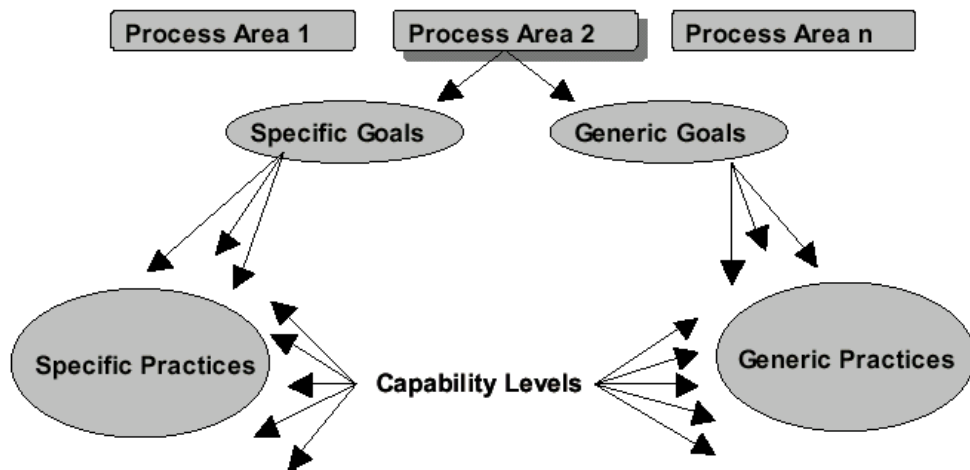 Process Area 1
Process Area 2
Process Area n
Specific Goals
Generic Goals
Specific Practices
Capability Levels
Generic Practices